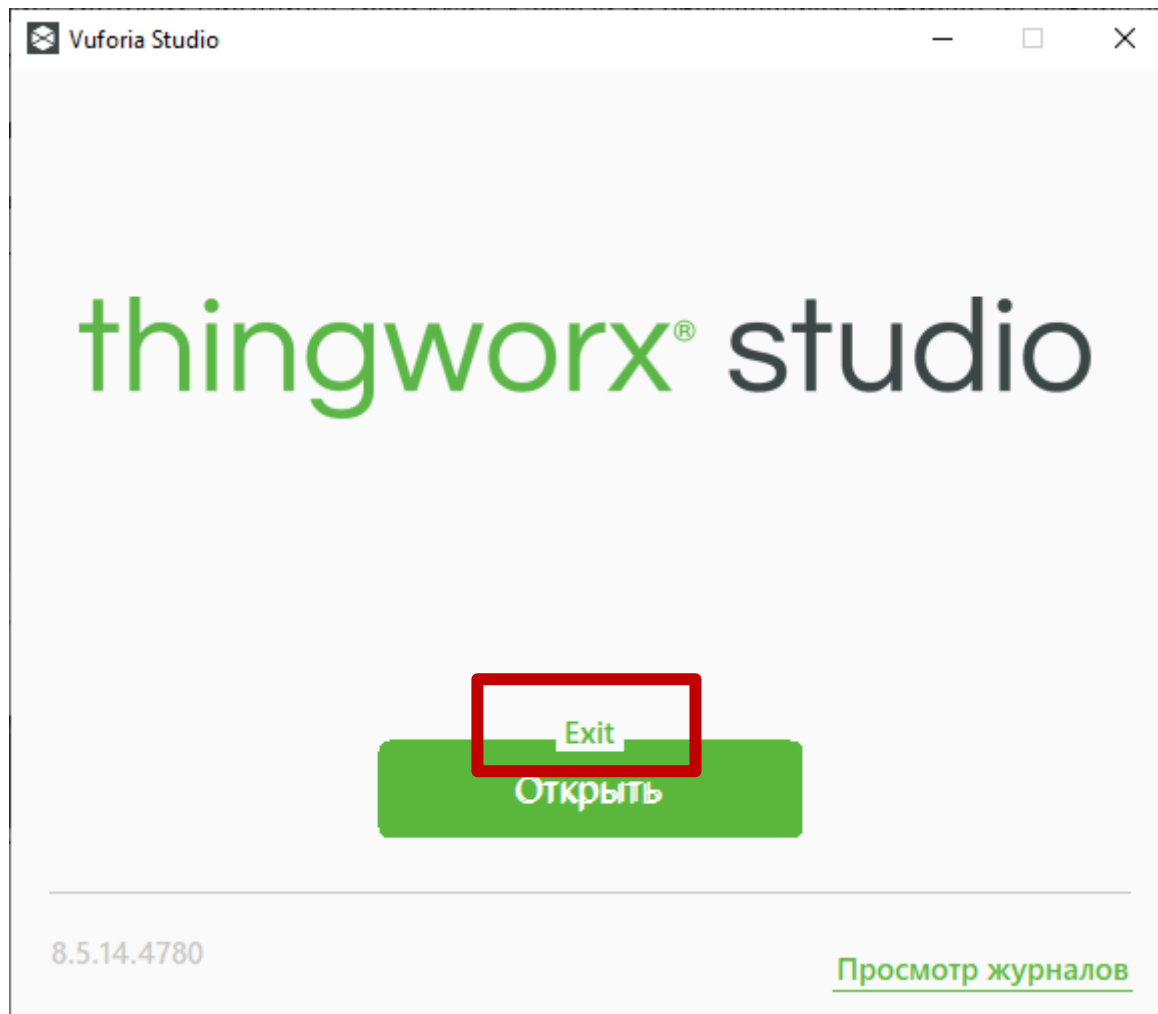 Vuforia Studio
thingworx® studio
Exit
Открыть
8.5.14.4780
Просмотр журналов